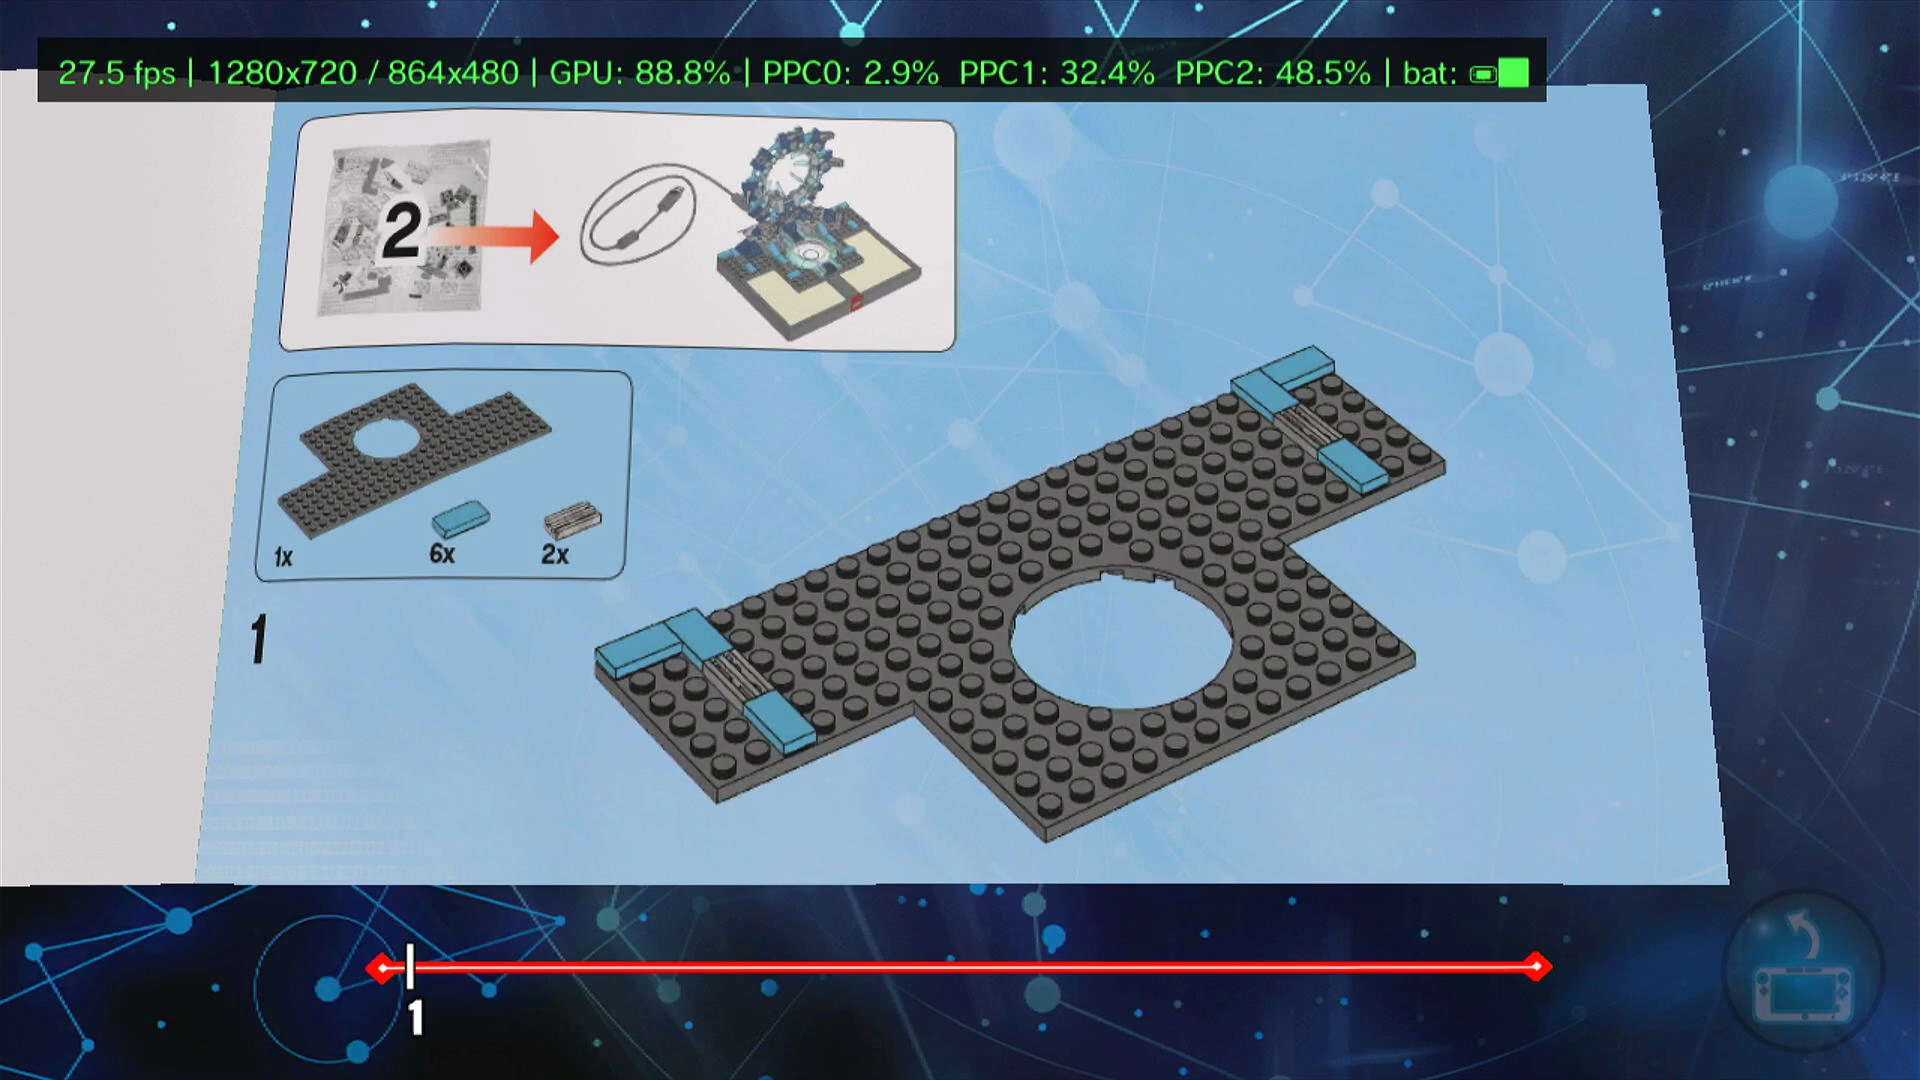 27.5 fps | 1280x720 / 864x480 | GPU: 88.8% | PPC0: 2.9% PPC1: 32.4% PPC2: 48.5% | bat:
2
1x
6x
2x
1
1